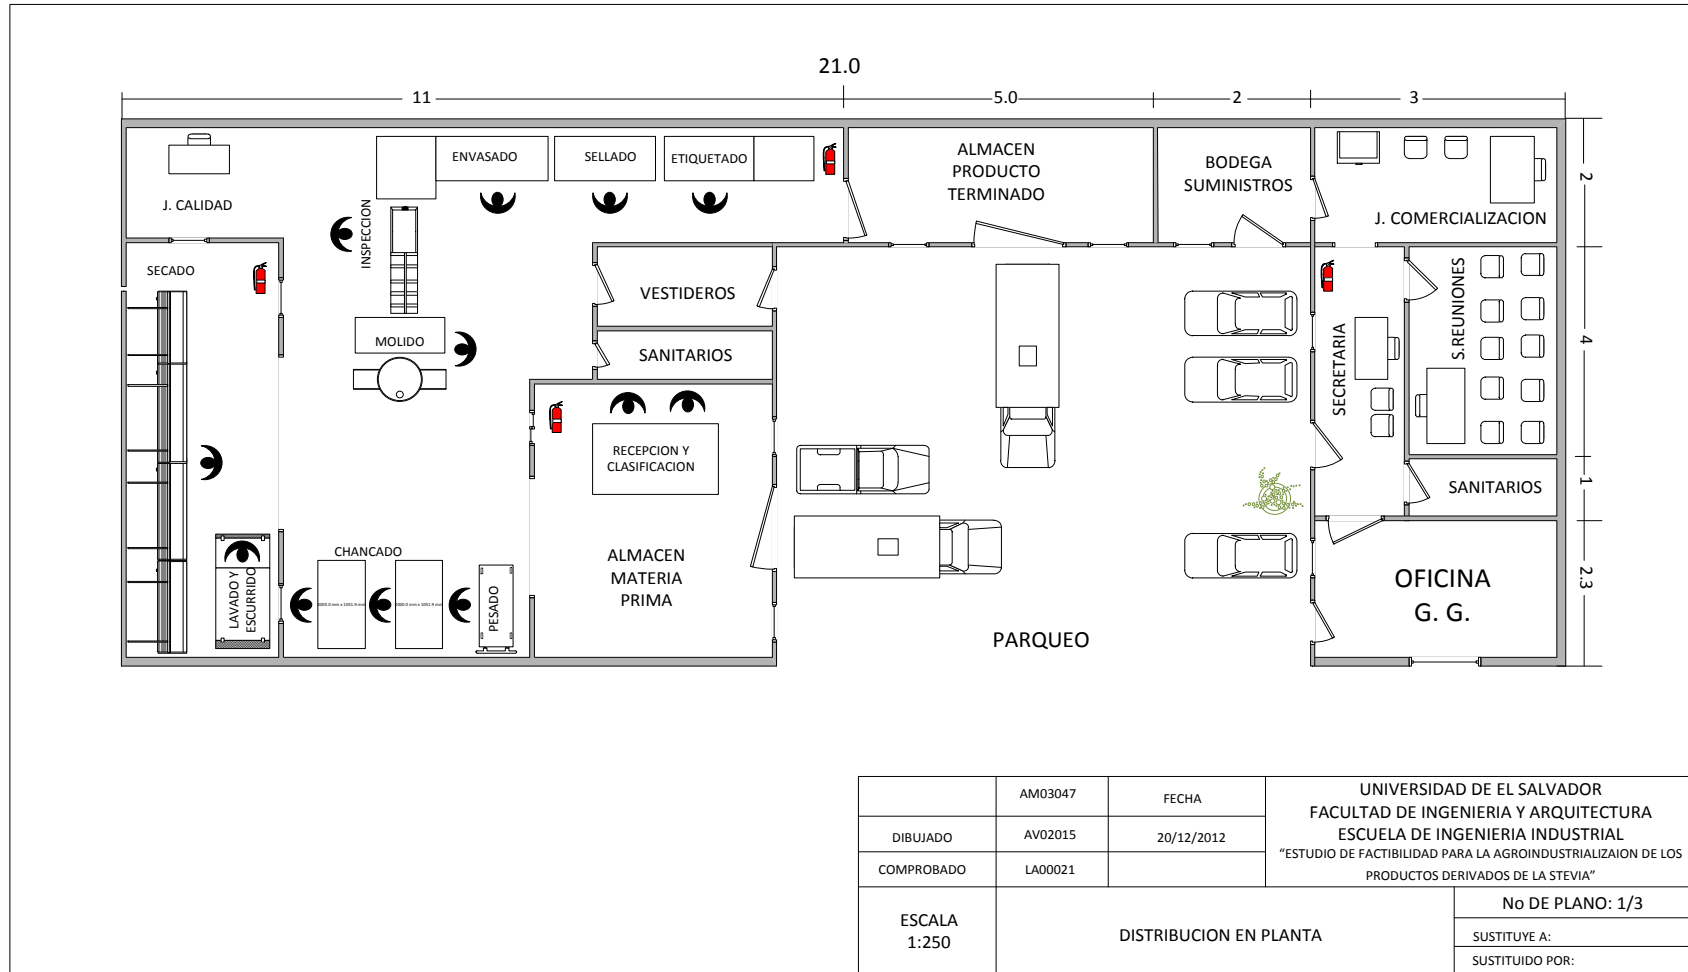 21.0
11
5.0
2
3
ENVASADO
SELLADO
ETIQUETADO
ALMACEN
PRODUCTO
TERMINADO
BODEGA
SUMINISTROS
J. CALIDAD
INSPECCION
J. COMERCIALIZACION
2
SECADO
VESTIDEROS
S.REUNIONES
MOLIDO
SANITARIOS
SECRETARIA
4
RECEPCION Y
CLASIFICACION
SANITARIOS
1
CHANCADO
LAVADO Y
ESCURRIDO
PESADO
ALMACEN
MATERIA
PRIMA
OFICINA
G. G.
2.3
PARQUEO
AM03047
FECHA
DIBUJADO
AV02015
20/12/2012
COMPROBADO
LA00021
UNIVERSIDAD DE EL SALVADOR
FACULTAD DE INGENIERIA Y ARQUITECTURA
ESCUELA DE INGENIERIA INDUSTRIAL
“ESTUDIO DE FACTIBILIDAD PARA LA AGROINDUSTRIALIZAION DE LOS
PRODUCTOS DERIVADOS DE LA STEVIA”
ESCALA
1:250
DISTRIBUCION EN PLANTA
No DE PLANO: 1/3
SUSTITUYE A:
SUSTITUIDO POR: